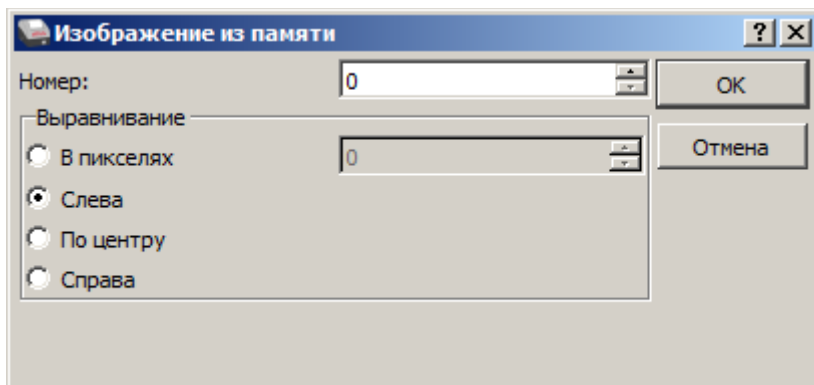 Изображение из памяти
Номер:
0
OK
Выравнивание
В пикселях
0
Отмена
Слева
По центру
Справа